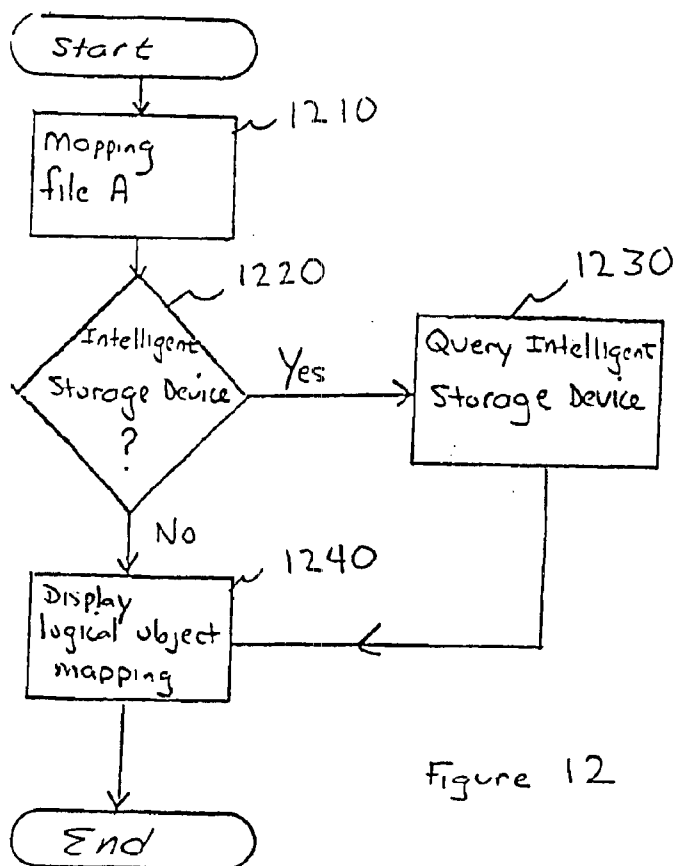 Start
1210
Mapping
file A
1220
Intelligent
Storage Device
?
Yes
1230
Query Intelligent
Storage Device
No
1240
Display
logical object
mapping
Figure 12
End